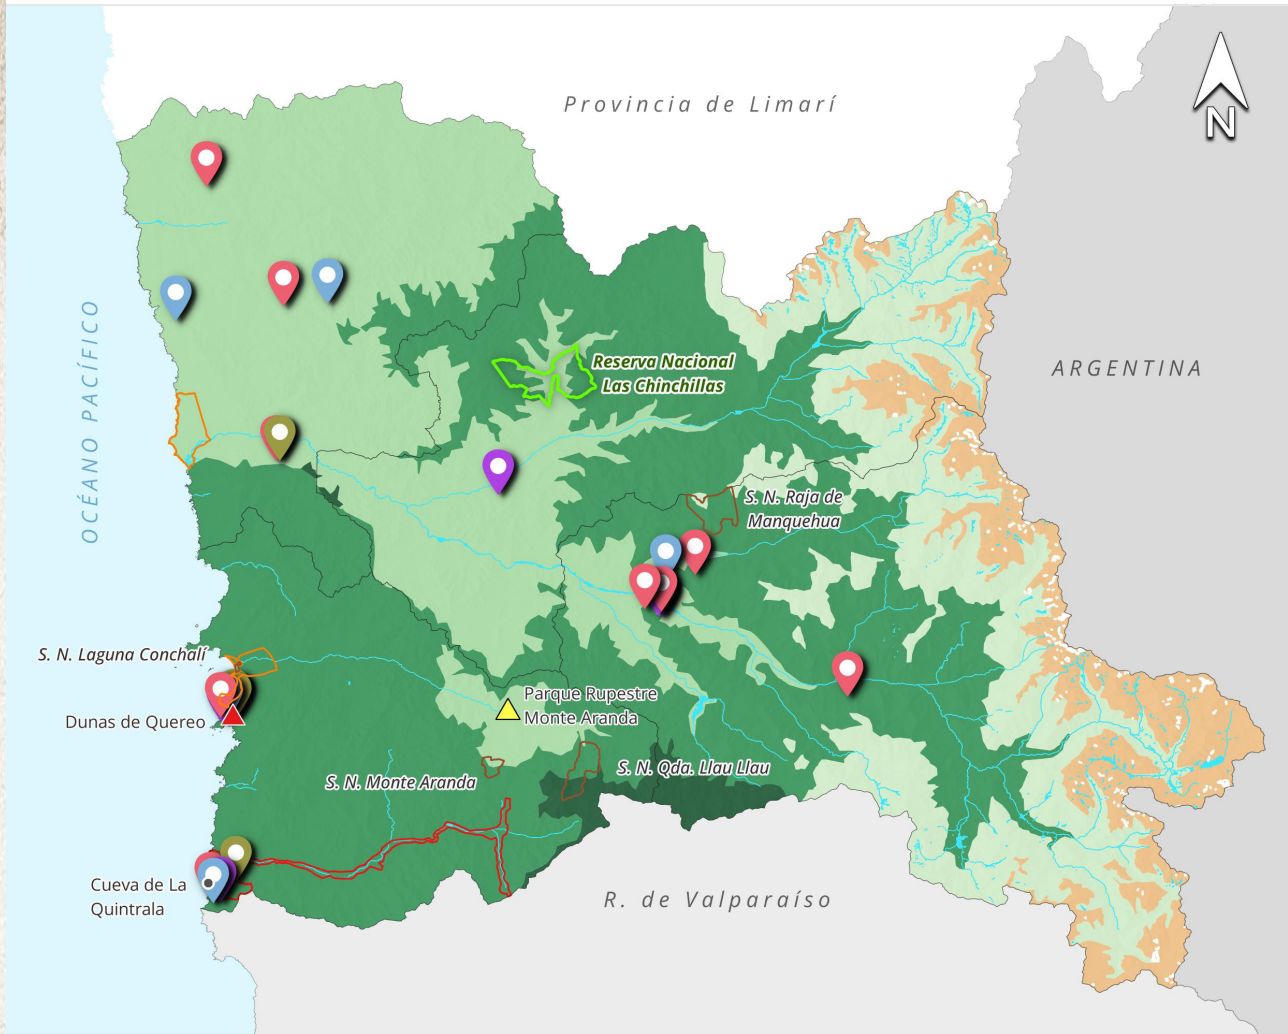 Provincia de Limarí
N
ARGENTINA
OCÉANO PACÍFICO
Reserva Nacional
Las Chinchillas
S. N. Raja de
Manquehua
S. N. Laguna Conchalí
Dunas de Quereo
Parque Rupestre
Monte Aranda
S. N. Monte Aranda
S. N. Qda. Llau Llau
Cueva de La
Quintrala
R. de Valparaíso